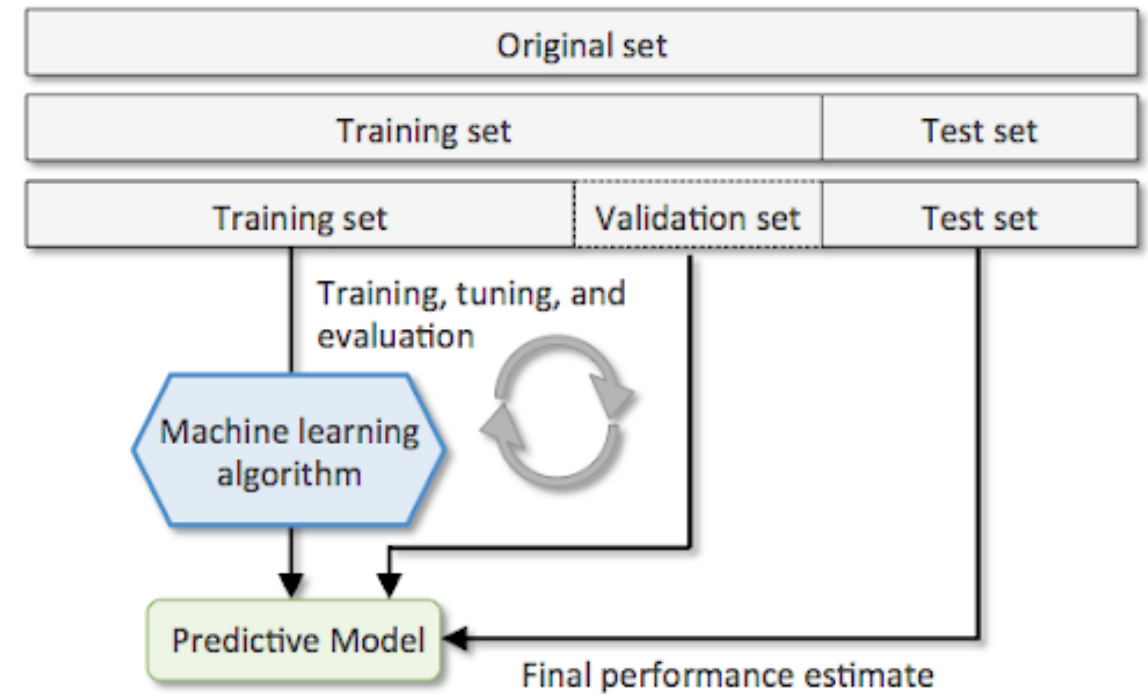 Original set
Training set
Test set
Training set
Validation set
Test set
Training, tuning, and
evaluation
Machine learning
algorithm
Predictive Model
Final performance estimate